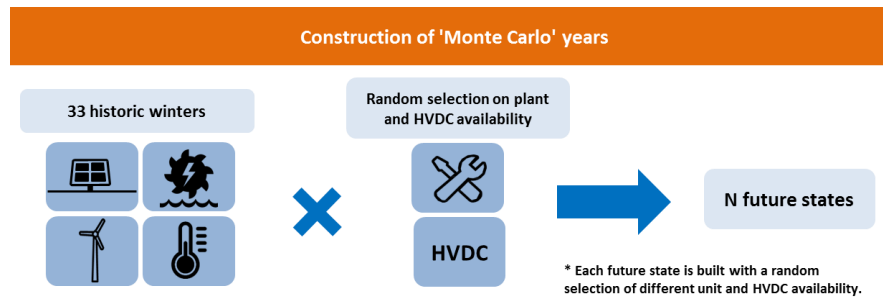 Construction of 'Monte Carlo' years
33 historic winters
Random selection on plant
and HVDC availability
HVDC
N future states
* Each future state is built with a random
selection of different unit and HVDC availability.